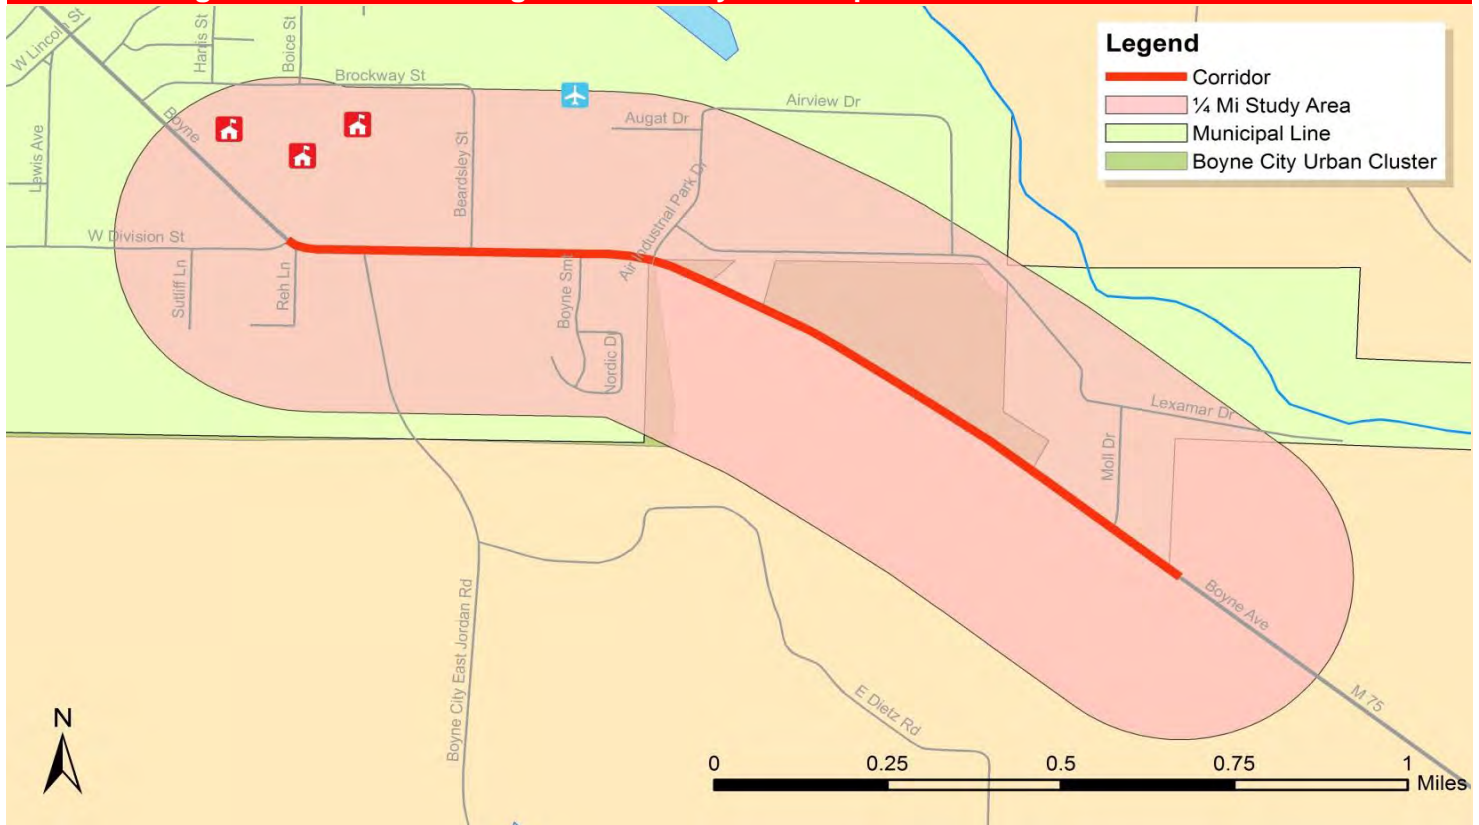 W Lincoln St
Harris St
Boice St
Brockway St
Boyne
Lewis Ave
Beardsley St
Augat Dr
Airview Dr
Air Industrial Park Dr
W Division St
Sutliff Ln
Reh Ln
Boyne Smt
Nordic Dr
Lexamar Dr
Moll Dr
Boyne Ave
M 75
Boyne City East Jordan Rd
E Dietz Rd
Legend
Corridor
¼ Mi Study Area
Municipal Line
Boyne City Urban Cluster
N
0 0.25 0.5 0.75 1
Miles